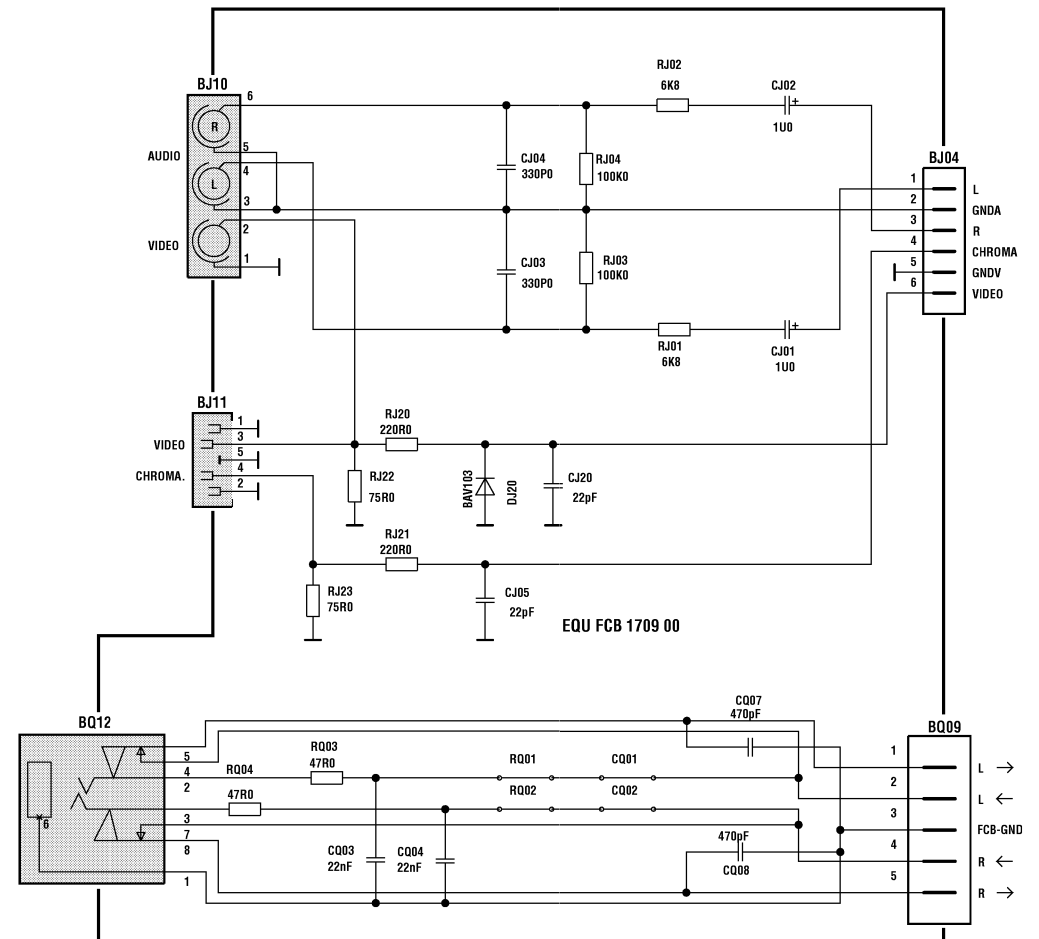 BJ10
6
R
AUDIO
5
4
L
3
VIDEO
2
1
RJ02
6K8
CJ02
+
1U0
CJ04
330P0
RJ04
100K0
CJ03
330P0
RJ03
100K0
RJ01
6K8
+
CJ01
1U0
BJ04
1
L
2
GNDA
3
R
4
CHROMA
5
GNDV
6
VIDEO
BJ11
1
VIDEO
3
5
CHROMA.
4
2
RJ20
220R0
RJ22
75R0
BAV103
DJ20
CJ20
22pF
RJ21
220R0
RJ23
75R0
CJ05
22pF
EQU FCB 1709 00
BQ12
5
4
2
6
3
7
8
1
RQ03
47R0
RQ04
47R0
RQ01
CQ01
RQ02
CQ02
CQ07
470pF
CQ03
22nF
CQ04
22nF
470pF
CQ08
BQ09
1
L →
2
L ←
3
FCB-GND
4
R ←
5
R →